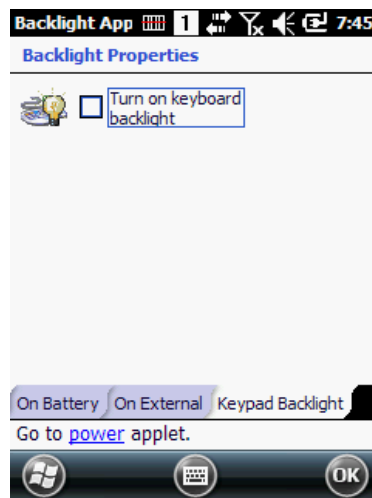 Backlight App 1 7:45
Backlight Properties
Turn on keyboard
backlight
On Battery On External Keypad Backlight
Go to power applet.
OK